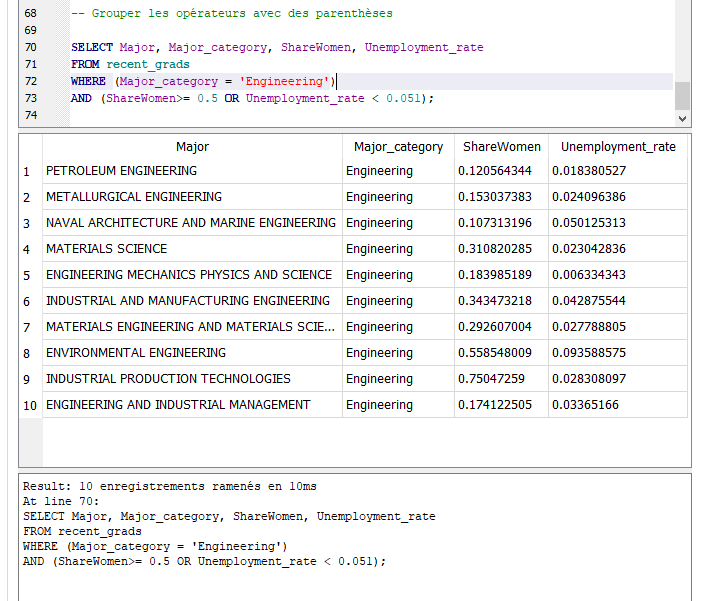 68 -- Grouper les opérateurs avec des parenthèses
69
70 SELECT Major, Major_category, ShareWomen, Unemployment_rate
71 FROM recent_grads
72 WHERE (Major_category = 'Engineering')
73 AND (ShareWomen>= 0.5 OR Unemployment_rate < 0.051);
74
Major Major_category ShareWomen Unemployment_rate
1 PETROLEUM ENGINEERING Engineering 0.120564344 0.018380527
2 METALLURGICAL ENGINEERING Engineering 0.153037383 0.024096386
3 NAVAL ARCHITECTURE AND MARINE ENGINEERING Engineering 0.107313196 0.050125313
4 MATERIALS SCIENCE Engineering 0.310820285 0.023042836
5 ENGINEERING MECHANICS PHYSICS AND SCIENCE Engineering 0.183985189 0.006334343
6 INDUSTRIAL AND MANUFACTURING ENGINEERING Engineering 0.343473218 0.042875544
7 MATERIALS ENGINEERING AND MATERIALS SCIE... Engineering 0.292607004 0.027788805
8 ENVIRONMENTAL ENGINEERING Engineering 0.558548009 0.093588575
9 INDUSTRIAL PRODUCTION TECHNOLOGIES Engineering 0.75047259 0.028308097
10 ENGINEERING AND INDUSTRIAL MANAGEMENT Engineering 0.174122505 0.03365166
Result: 10 enregistrements ramenés en 10ms
At line 70:
SELECT Major, Major_category, ShareWomen, Unemployment_rate
FROM recent_grads
WHERE (Major_category = 'Engineering')
AND (ShareWomen>= 0.5 OR Unemployment_rate < 0.051);